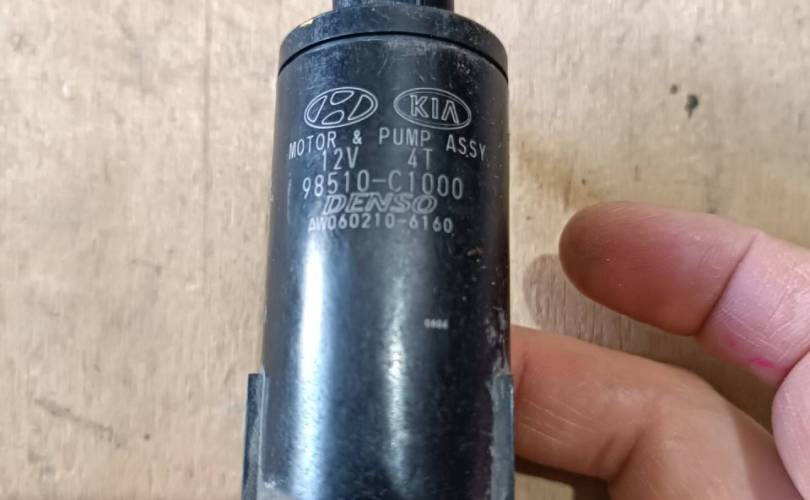 KIA
MOTOR & PUMP ASSY
12V 4T
98510-C1000
DENSO
AW060210-6160